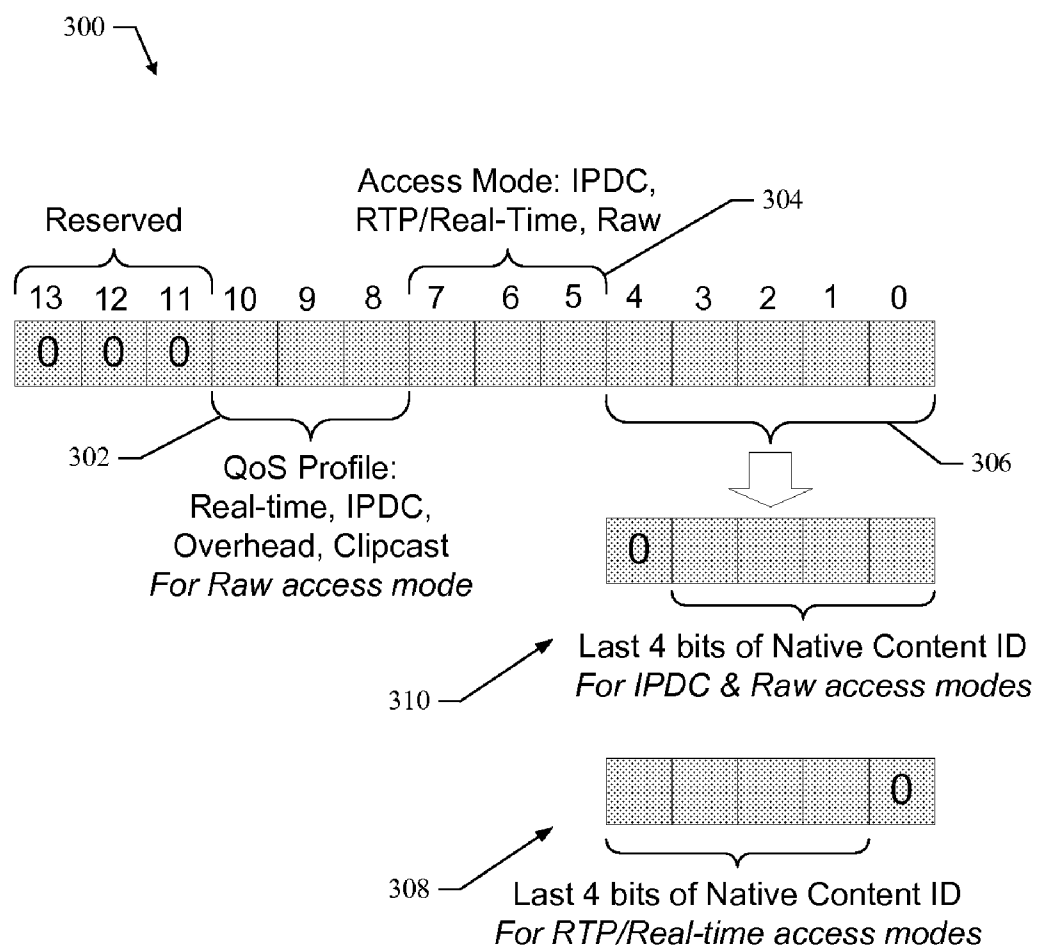 300
Access Mode: IPDC,
RTP/Real-Time, Raw
304
Reserved
13 12 11 10 9 8 7 6 5 4 3 2 1 0
0 0 0
302
306
QoS Profile:
Real-time, IPDC,
Overhead, Clipcast
For Raw access mode
0
Last 4 bits of Native Content ID
For IPDC & Raw access modes
310
0
308
Last 4 bits of Native Content ID
For RTP/Real-time access modes